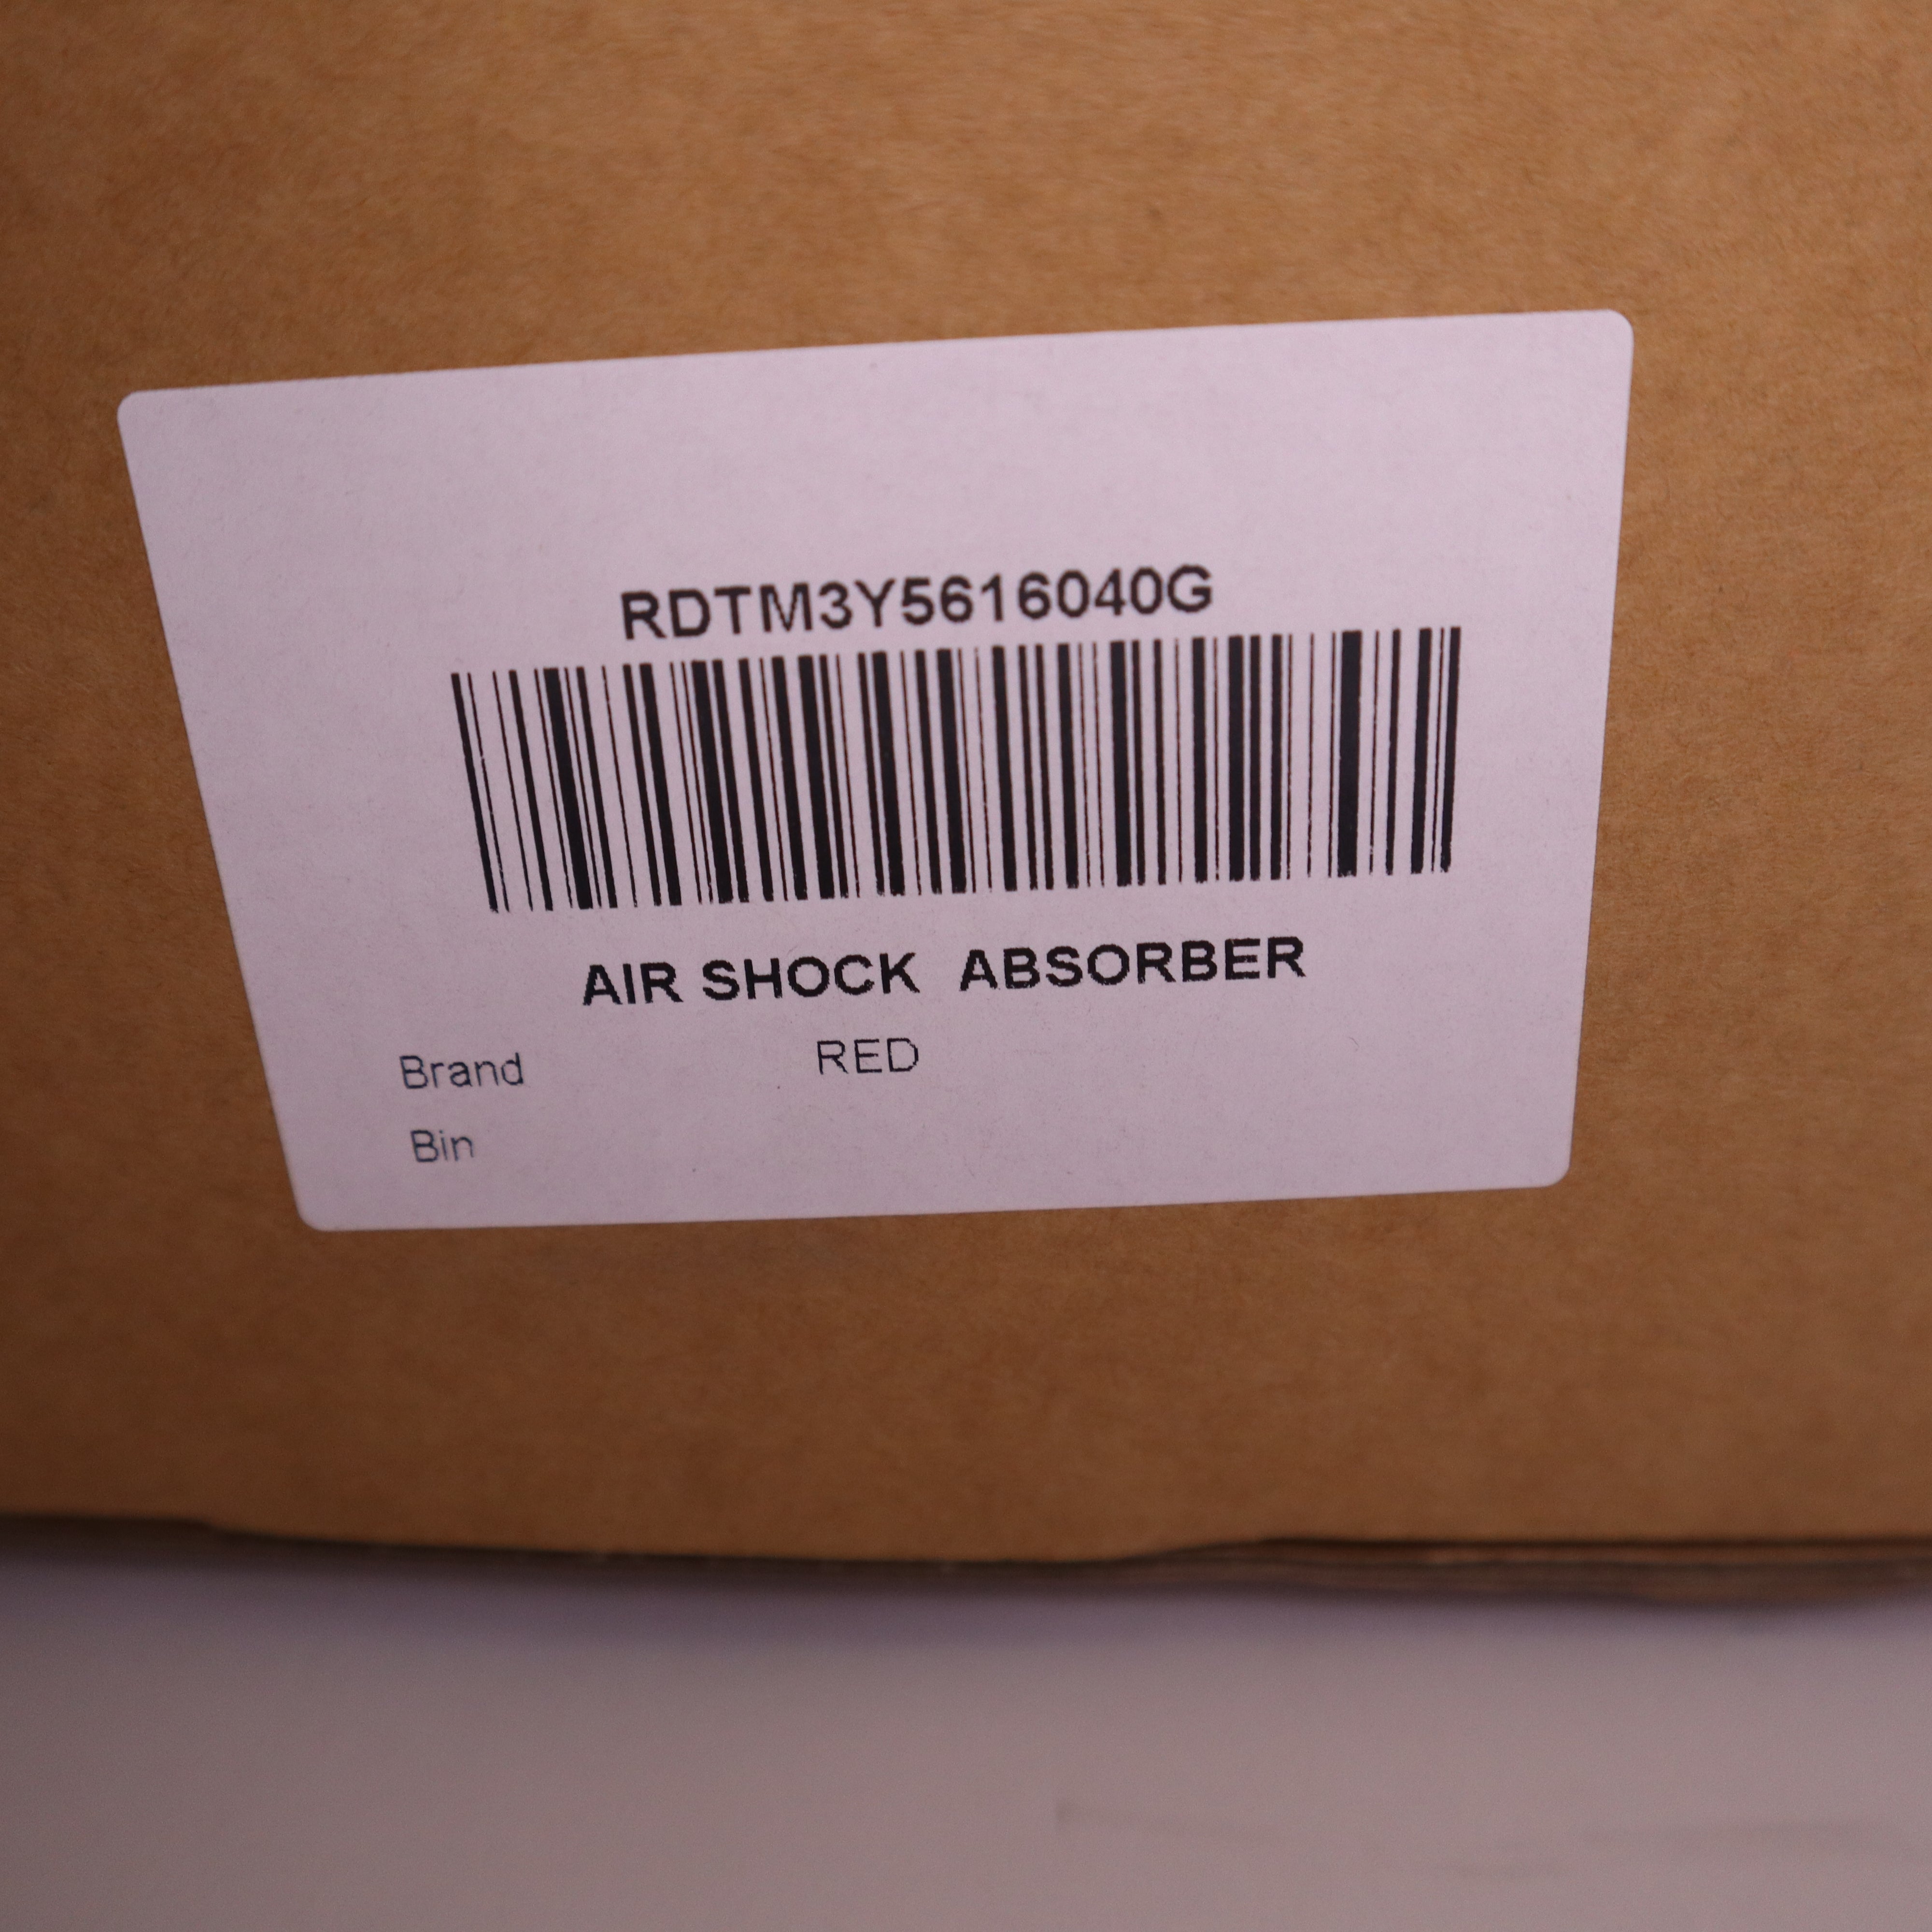 RDTM3Y5616040G
AIR SHOCK  ABSORBER
Brand RED
Bin